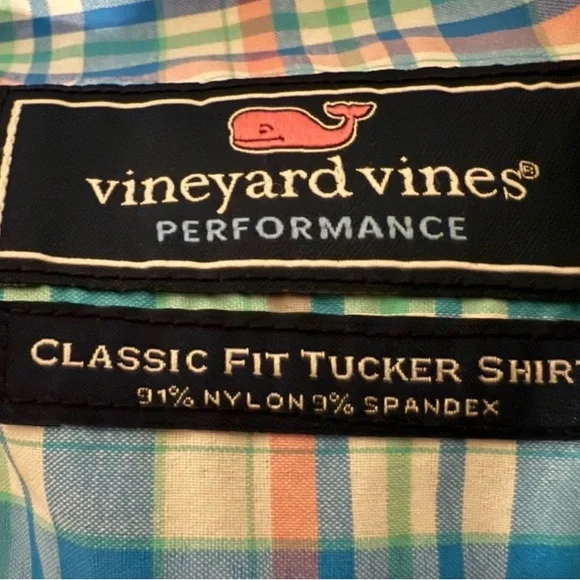 vineyard vines®
PERFORMANCE
CLASSIC FIT TUCKER SHIRT
91% NYLON 9% SPANDEX